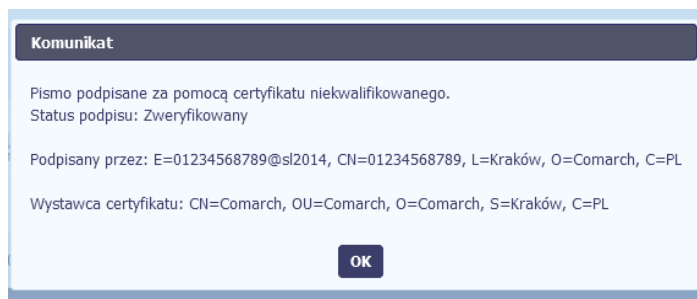 Komunikat
Pismo podpisane za pomocą certyfikatu niekwalifikowanego.
Status podpisu: Zweryfikowany
Podpisany przez: E=01234568789@sl2014, CN=01234568789, L=Kraków, O=Comarch, C=PL
Wystawca certyfikatu: CN=Comarch, OU=Comarch, O=Comarch, S=Kraków, C=PL
OK